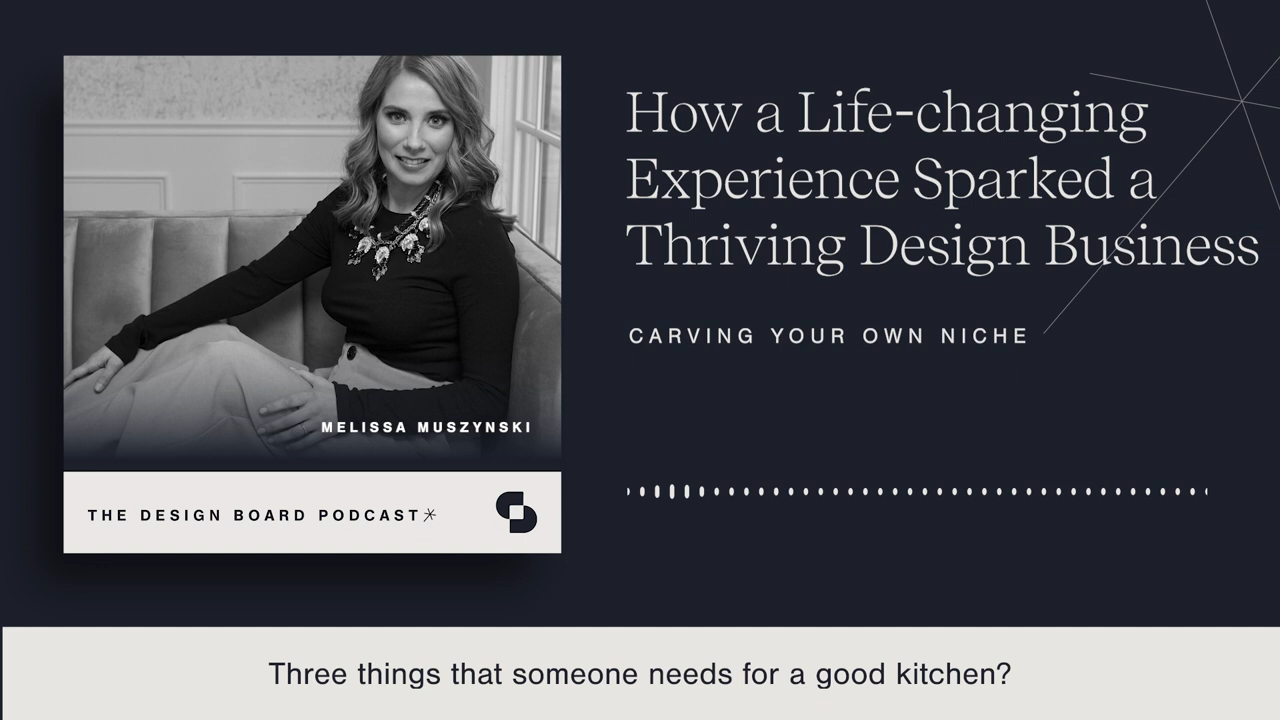 MELISSA MUSZYNSKI
THE DESIGN BOARD PODCAST
How a Life-changing
Experience Sparked a
Thriving Design Business
CARVING YOUR OWN NICHE
Three things that someone needs for a good kitchen?